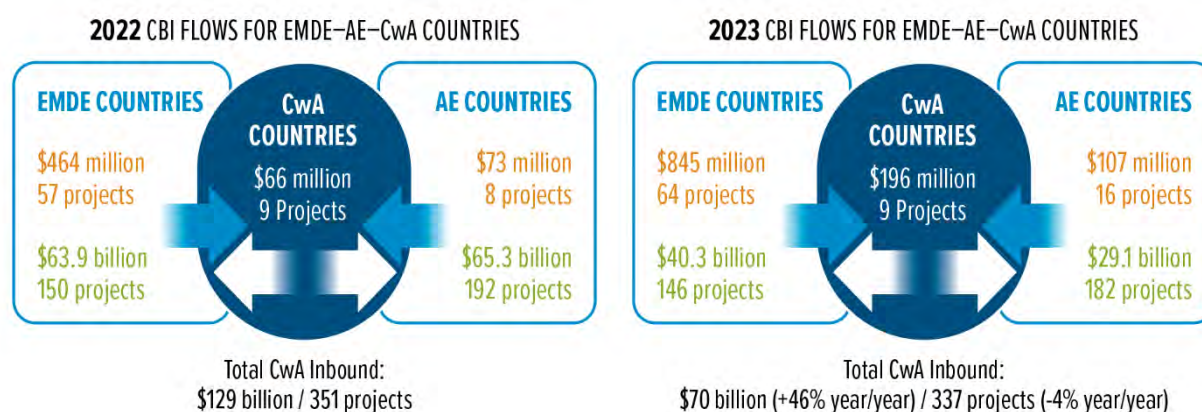 2022 CBI FLOWS FOR EMDE–AE–CwA COUNTRIES
EMDE COUNTRIES
$464 million
57 projects
$63.9 billion
150 projects
CwA
COUNTRIES
$66 million
9 Projects
AE COUNTRIES
$73 million
8 projects
$65.3 billion
192 projects
Total CwA Inbound:
$129 billion / 351 projects
2023 CBI FLOWS FOR EMDE–AE–CwA COUNTRIES
EMDE COUNTRIES
$845 million
64 projects
$40.3 billion
146 projects
CwA
COUNTRIES
$196 million
9 Projects
AE COUNTRIES
$107 million
16 projects
$29.1 billion
182 projects
Total CwA Inbound:
$70 billion (+46% year/year) / 337 projects (-4% year/year)